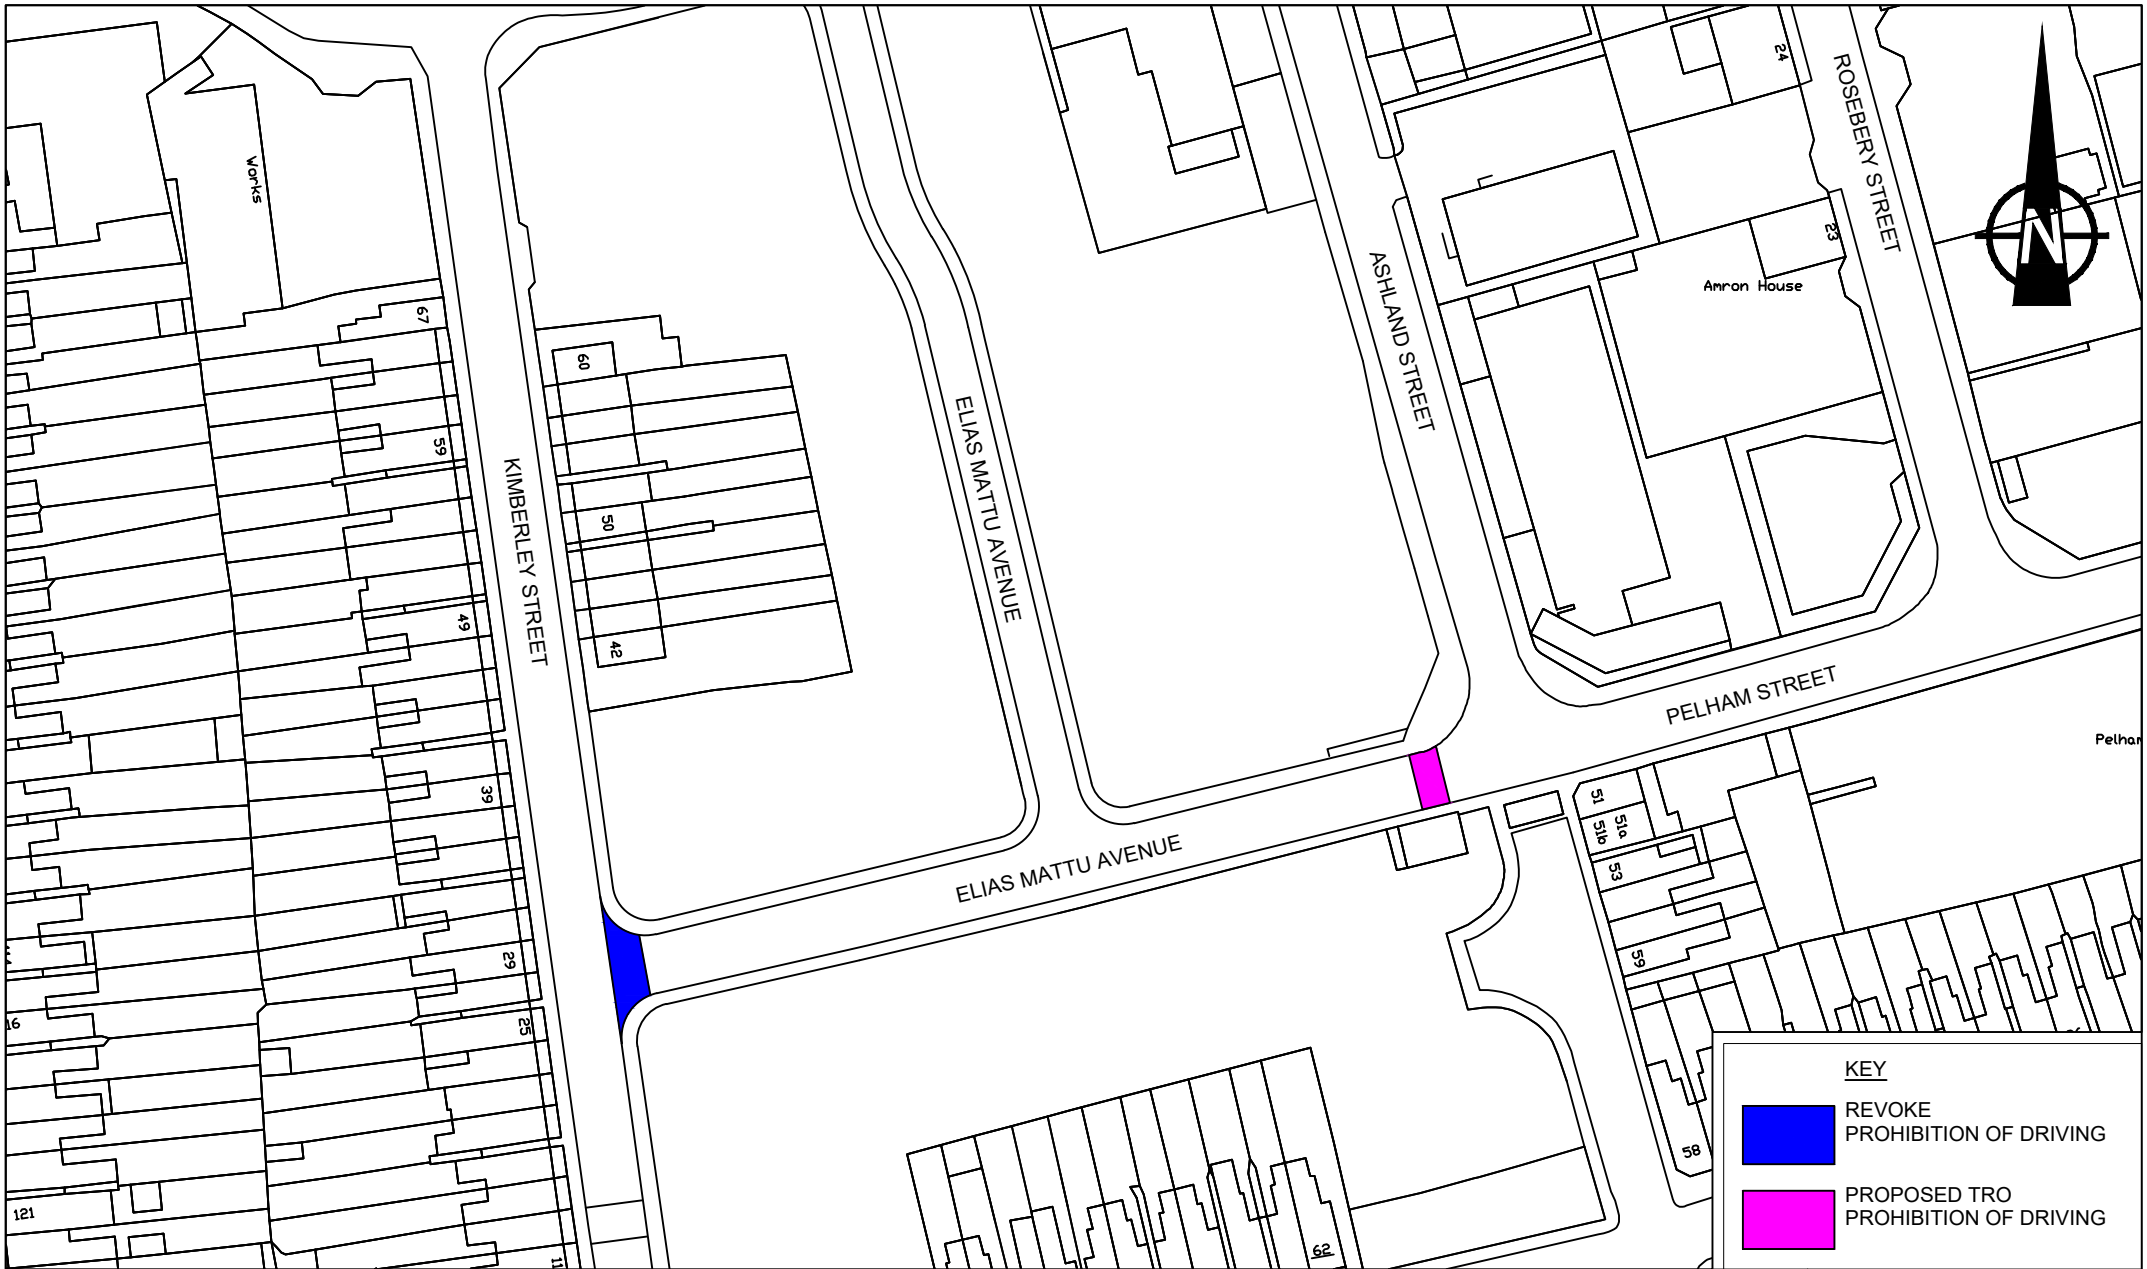 24
ROSEBERY STREET
Works
N
23
ASHLAND STREET
Amron House
67
60
59
ELIAS MATTU AVENUE
KIMBERLEY STREET
50
49
42
PELHAM STREET
39
51
51a
51b
ELIAS MATTU AVENUE
53
29
59
16
25
KEY
REVOKE
PROHIBITION OF DRIVING
58
PROPOSED TRO
PROHIBITION OF DRIVING
121
62
11